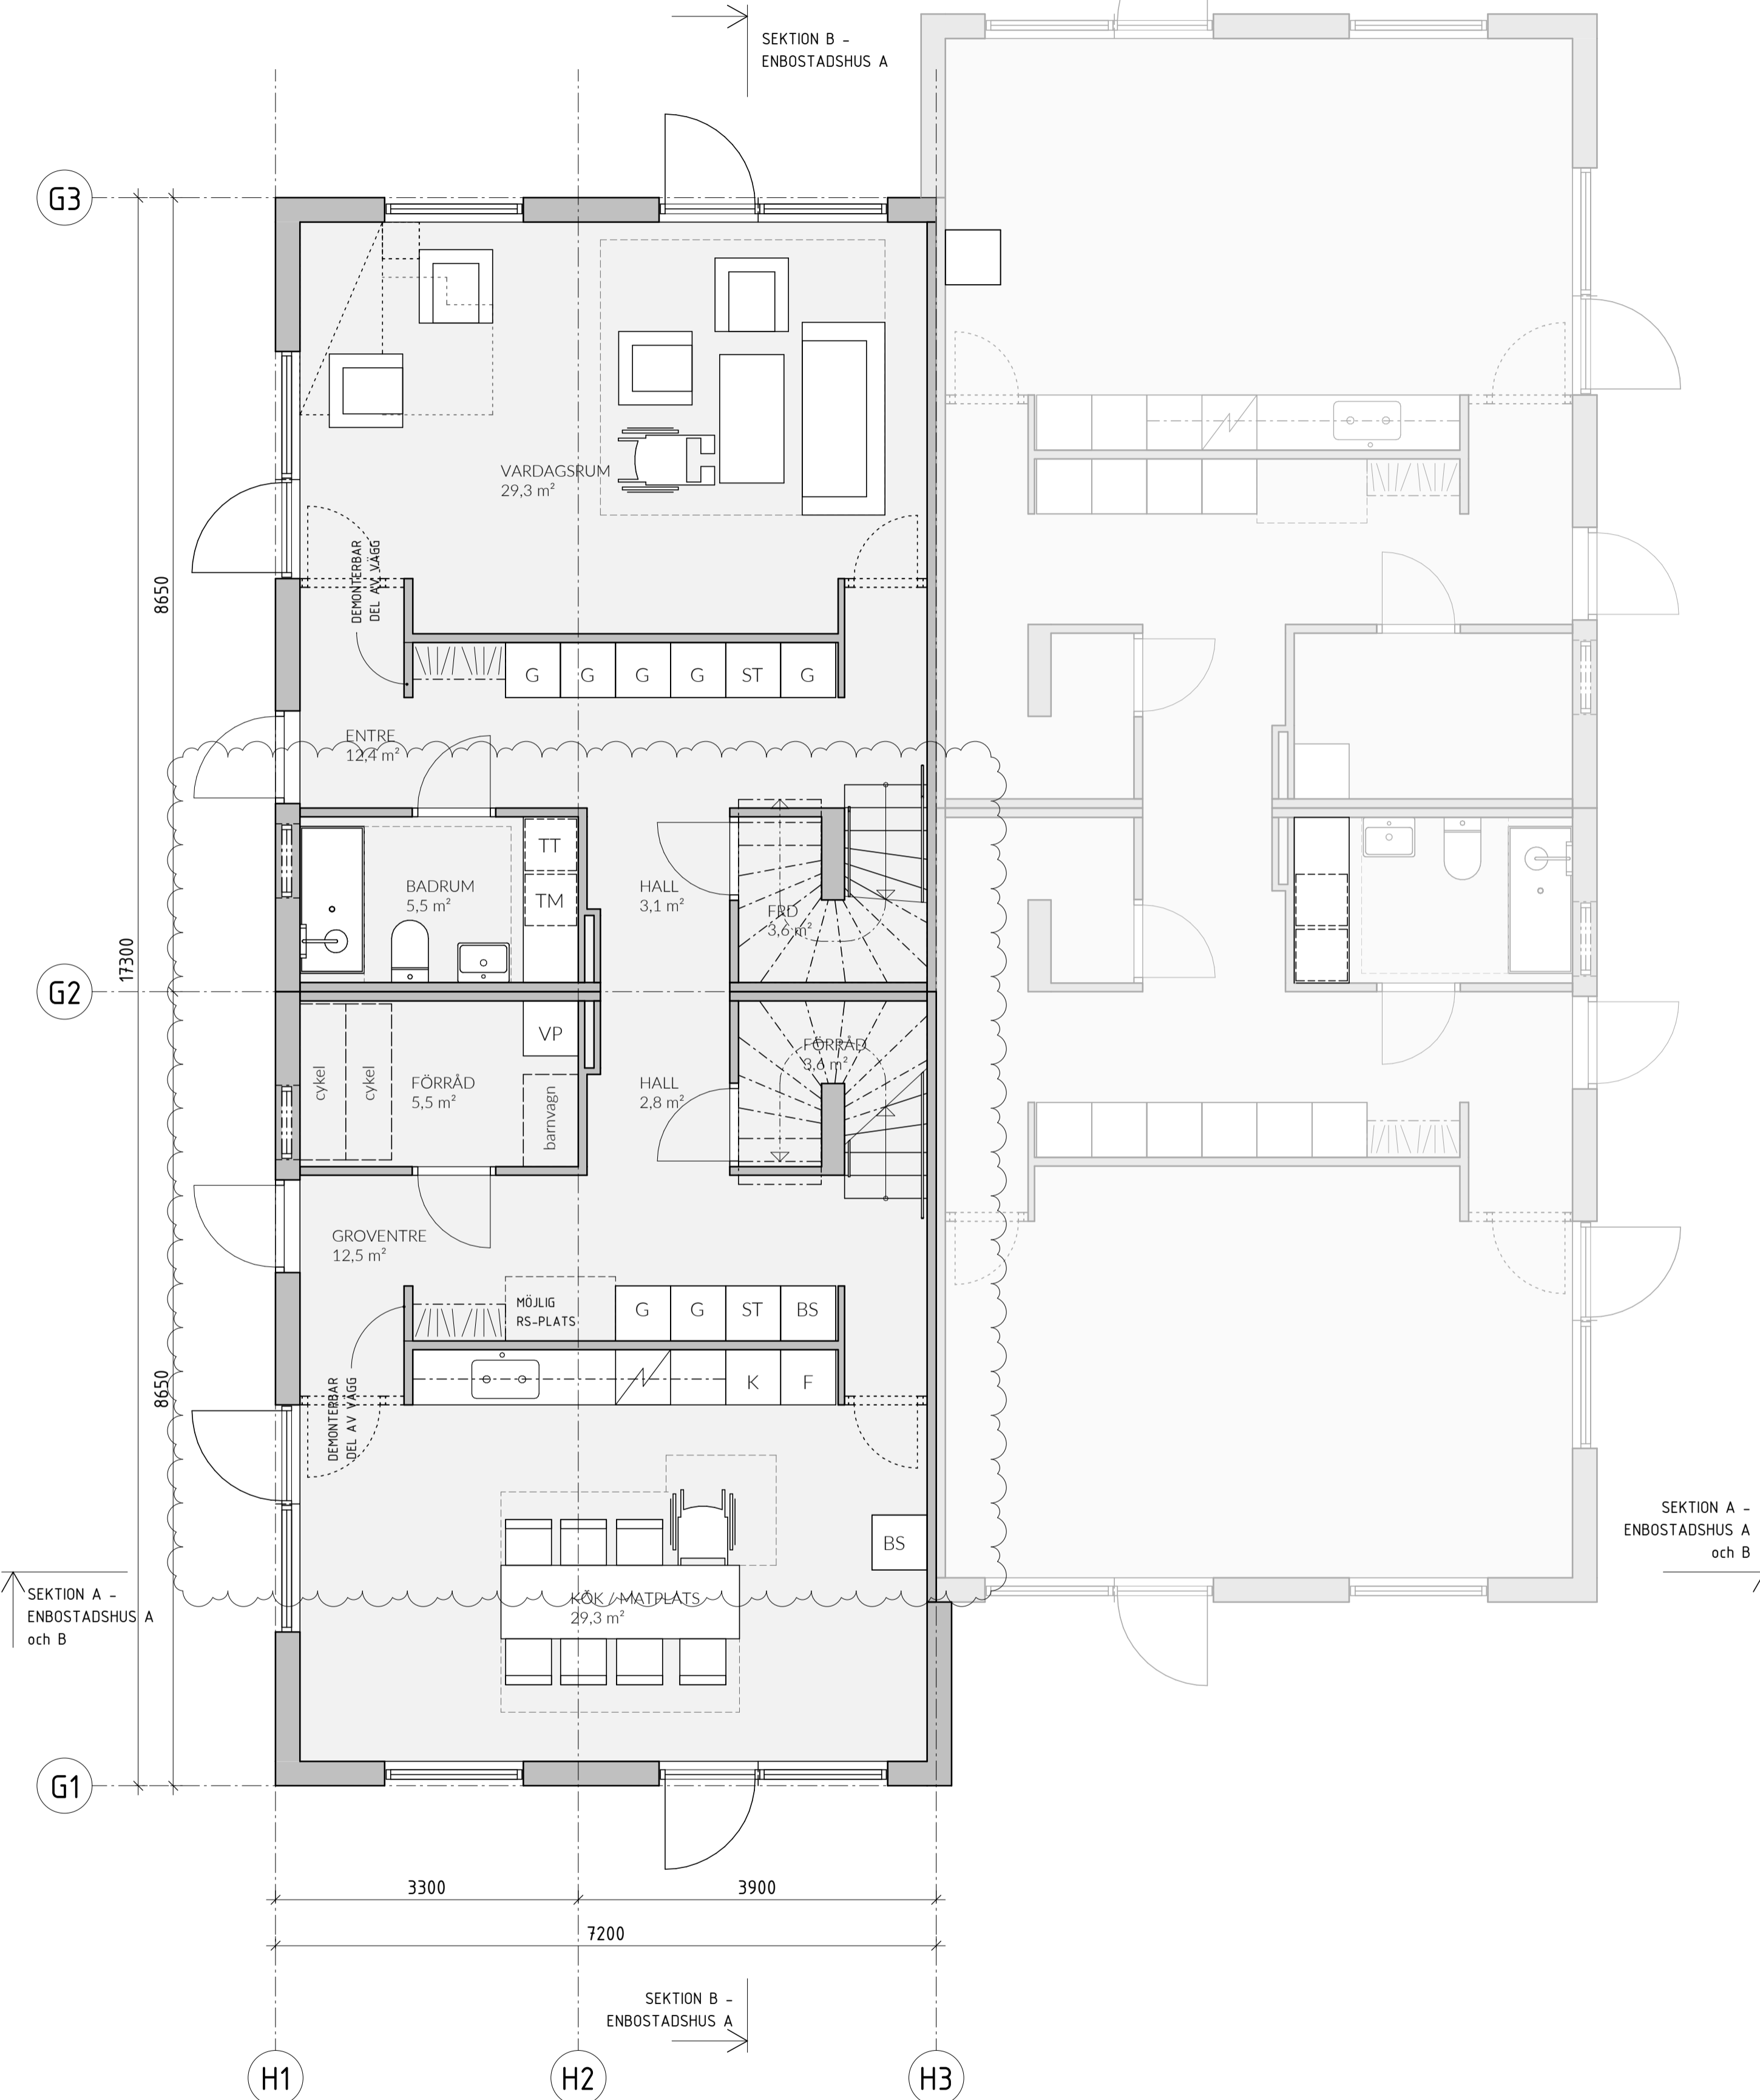 SEKTION B -
ENBOSTADSHUS A
G3
VARDAGSRUM
29,3 m²
DEMONTERBAR
DEL AV VÄGG
8650
G
G
G
G
ST
G
ENTRE
12,4 m²
TT
TM
BADRUM
5,5 m²
HALL
3,1 m²
FRD
3,6 m²
17300
G2
VP
cykel
cykel
FÖRRÅD
5,5 m²
barnvagn
HALL
2,8 m²
FÖRRÅD
3,6 m²
GROVENTRE
12,5 m²
MÖJLIG
RS-PLATS
G
G
ST
BS
K
F
8650
DEMONTERBAR
DEL AV VÄGG
BS
KÖK / MATPLATS
29,3 m²
SEKTION A -
ENBOSTADSHUS A
och B
SEKTION A -
ENBOSTADSHUS A
och B
G1
3300
3900
7200
SEKTION B -
ENBOSTADSHUS A
H1
H2
H3